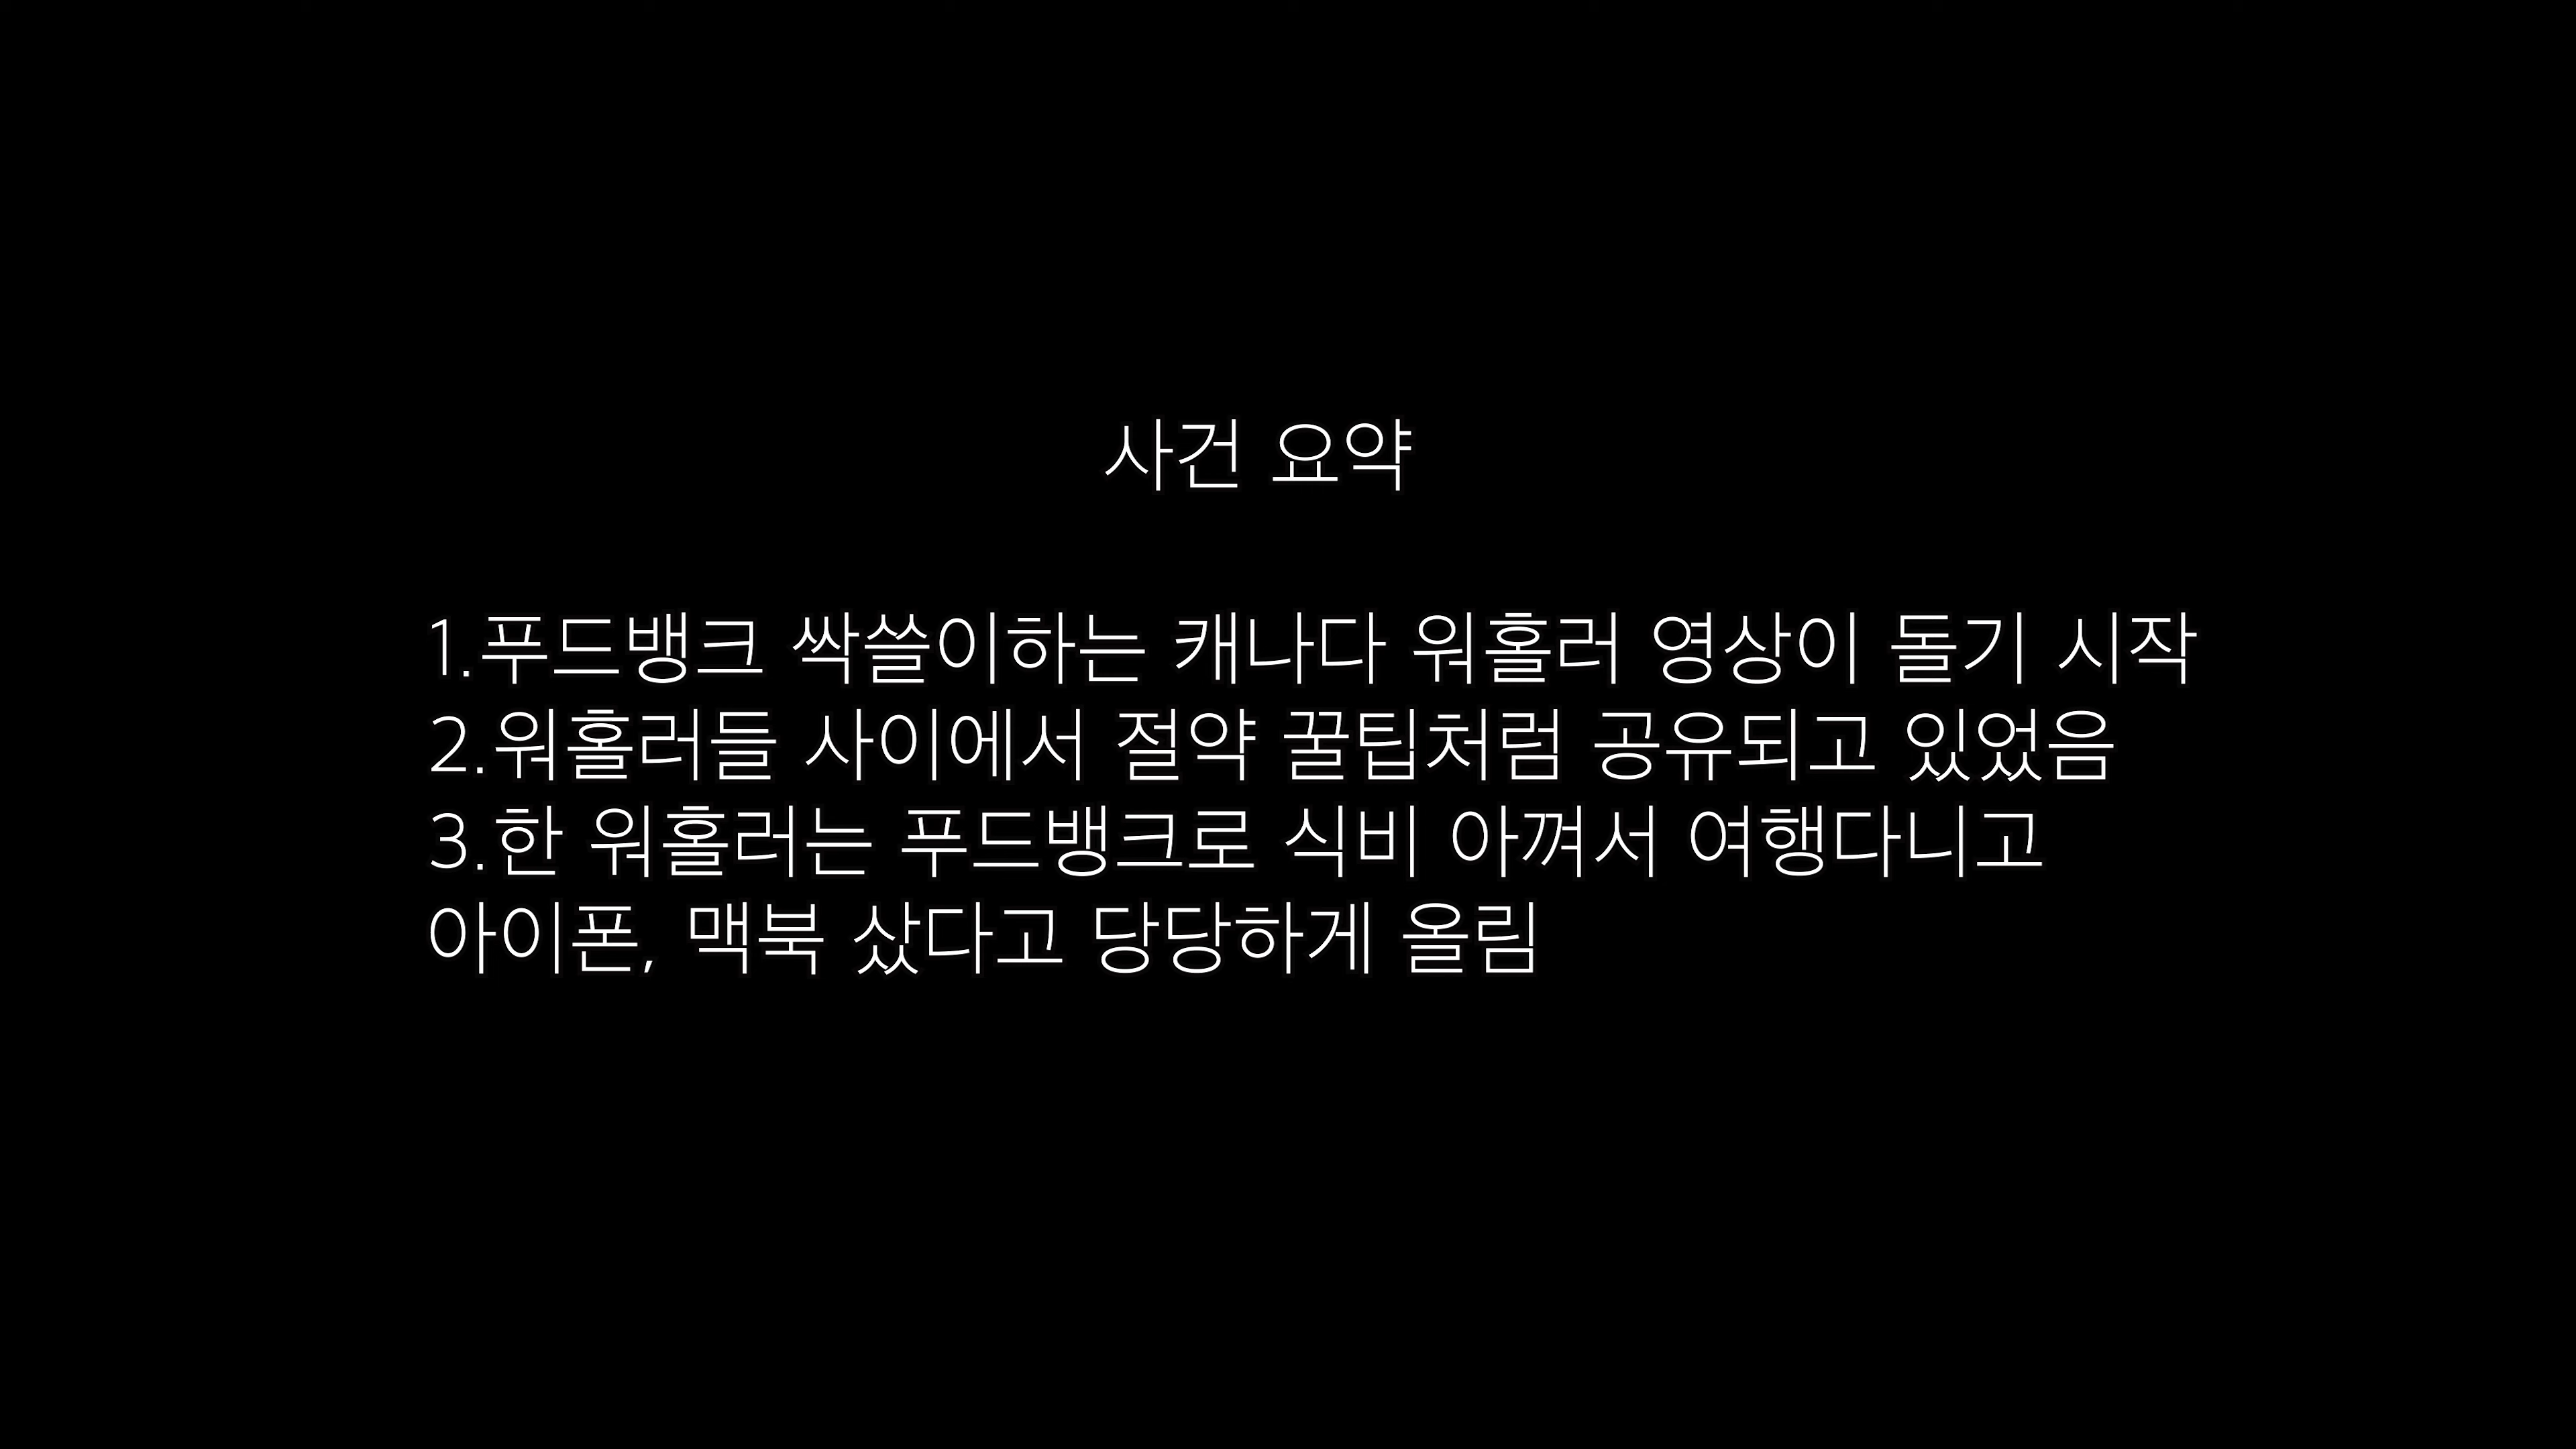 사건 요약
1.푸드뱅크 싹쓸이하는 캐나다 워홀러 영상이 돌기 시작
2.워홀러들 사이에서 절약 꿀팁처럼 공유되고 있었음
3.한 워홀러는 푸드뱅크로 식비 아껴서 여행다니고
아이폰, 맥북 샀다고 당당하게 올림